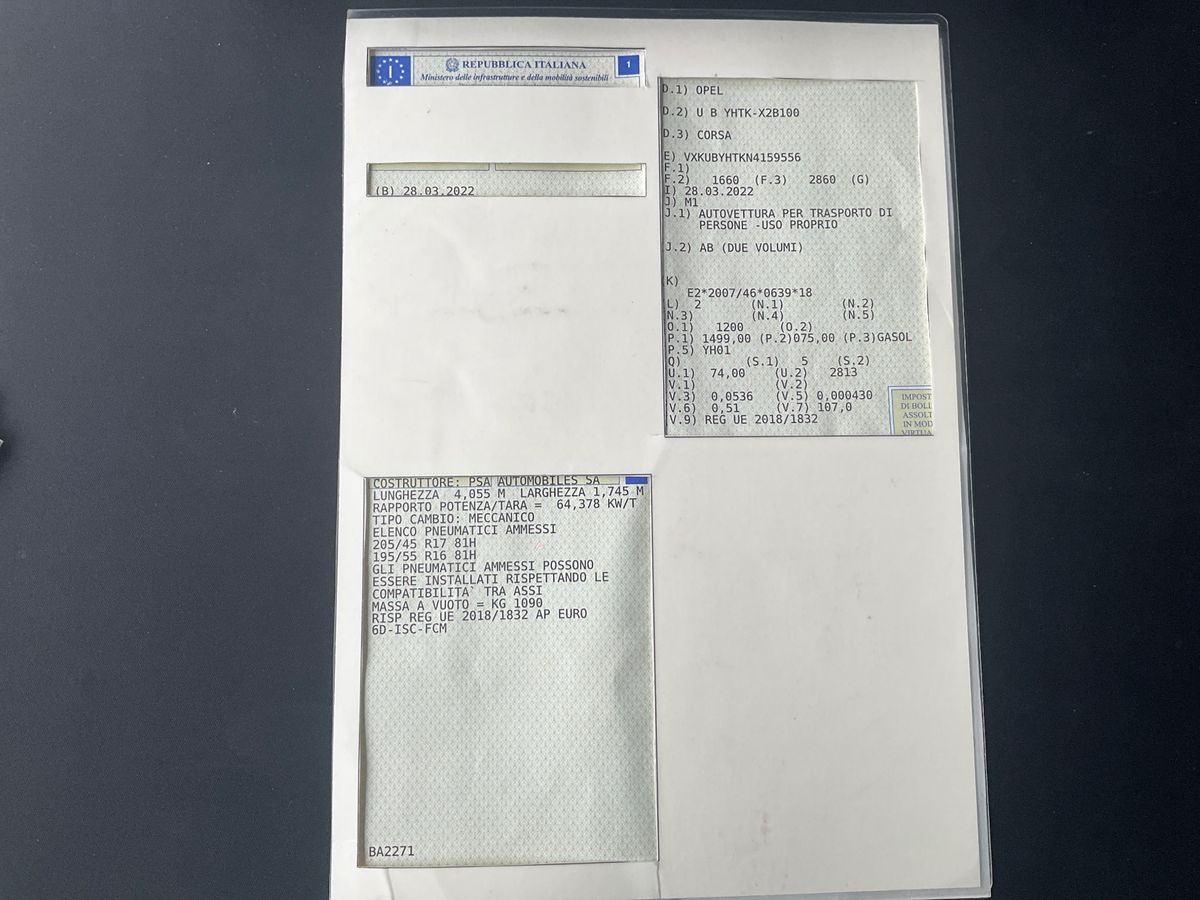 I
REPUBBLICA ITALIANA
Ministero delle infrastrutture e della mobilità sostenibili
1
(B) 28.03.2022
D.1) OPEL
D.2) U B YHTK-X2B100
D.3) CORSA
E) VXKUBYHTKN4159556
F.1)
F.2) 1660 (F.3) 2860 (G)
I) 28.03.2022
J) M1
J.1) AUTOVETTURA PER TRASPORTO DI
PERSONE -USO PROPRIO
J.2) AB (DUE VOLUMI)
K)
E2*2007/46*0639*18
L) 2 (N.1) (N.2)
N.3) (N.4) (N.5)
O.1) 1200 (O.2)
P.1) 1499,00 (P.2)075,00 (P.3)GASOL
P.5) YH01
Q) (S.1) 5 (S.2)
U.1) 74,00 (U.2) 2813
V.1) (V.2)
V.3) 0,0536 (V.5) 0,000430
V.6) 0,51 (V.7) 107,0
V.9) REG UE 2018/1832
IMPOST
DI BOLL
ASSOLT
IN MOD
VIRTUA
COSTRUTTORE: PSA AUTOMOBILES SA
LUNGHEZZA 4,055 M LARGHEZZA 1,745 M
RAPPORTO POTENZA/TARA = 64,378 KW/T
TIPO CAMBIO: MECCANICO
ELENCO PNEUMATICI AMMESSI
205/45 R17 81H
195/55 R16 81H
GLI PNEUMATICI AMMESSI POSSONO
ESSERE INSTALLATI RISPETTANDO LE
COMPATIBILITA` TRA ASSI
MASSA A VUOTO = KG 1090
RISP REG UE 2018/1832 AP EURO
6D-ISC-FCM
BA2271